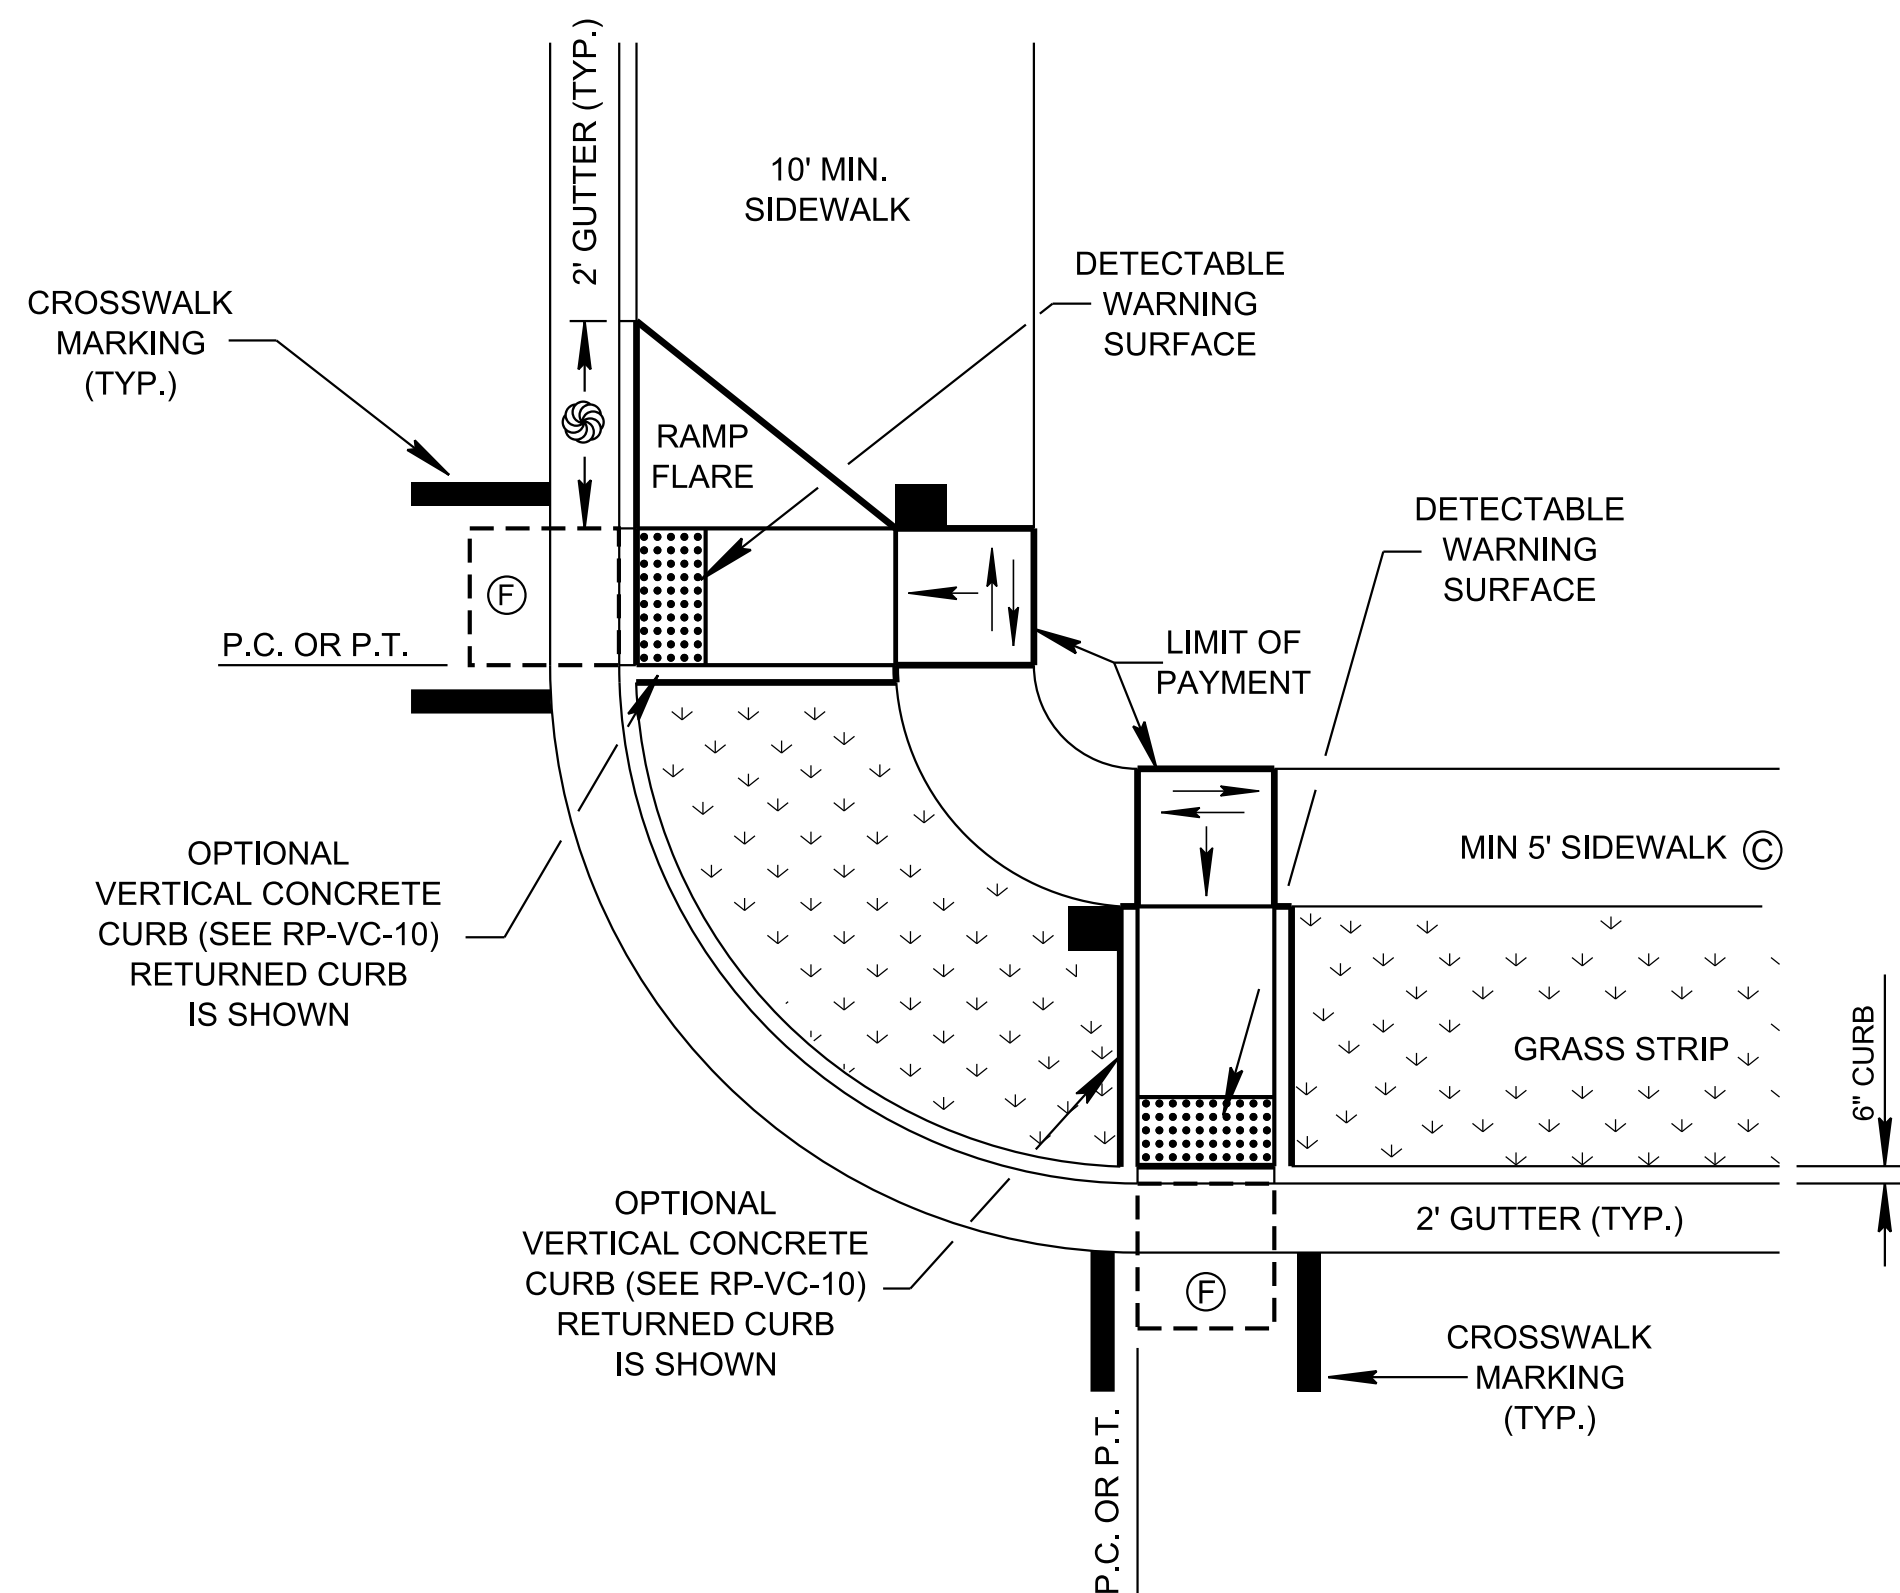 2' GUTTER (TYP.)
10' MIN.
SIDEWALK
DETECTABLE
WARNING
SURFACE
CROSSWALK
MARKING
(TYP.)
RAMP
FLARE
DETECTABLE
WARNING
SURFACE
F
P.C. OR P.T.
LIMIT OF
PAYMENT
OPTIONAL
VERTICAL CONCRETE
CURB (SEE RP-VC-10)
RETURNED CURB
IS SHOWN
MIN 5' SIDEWALK C
GRASS STRIP
6" CURB
OPTIONAL
VERTICAL CONCRETE
CURB (SEE RP-VC-10)
RETURNED CURB
IS SHOWN
2' GUTTER (TYP.)
F
CROSSWALK
MARKING
(TYP.)
P.C. OR P.T.